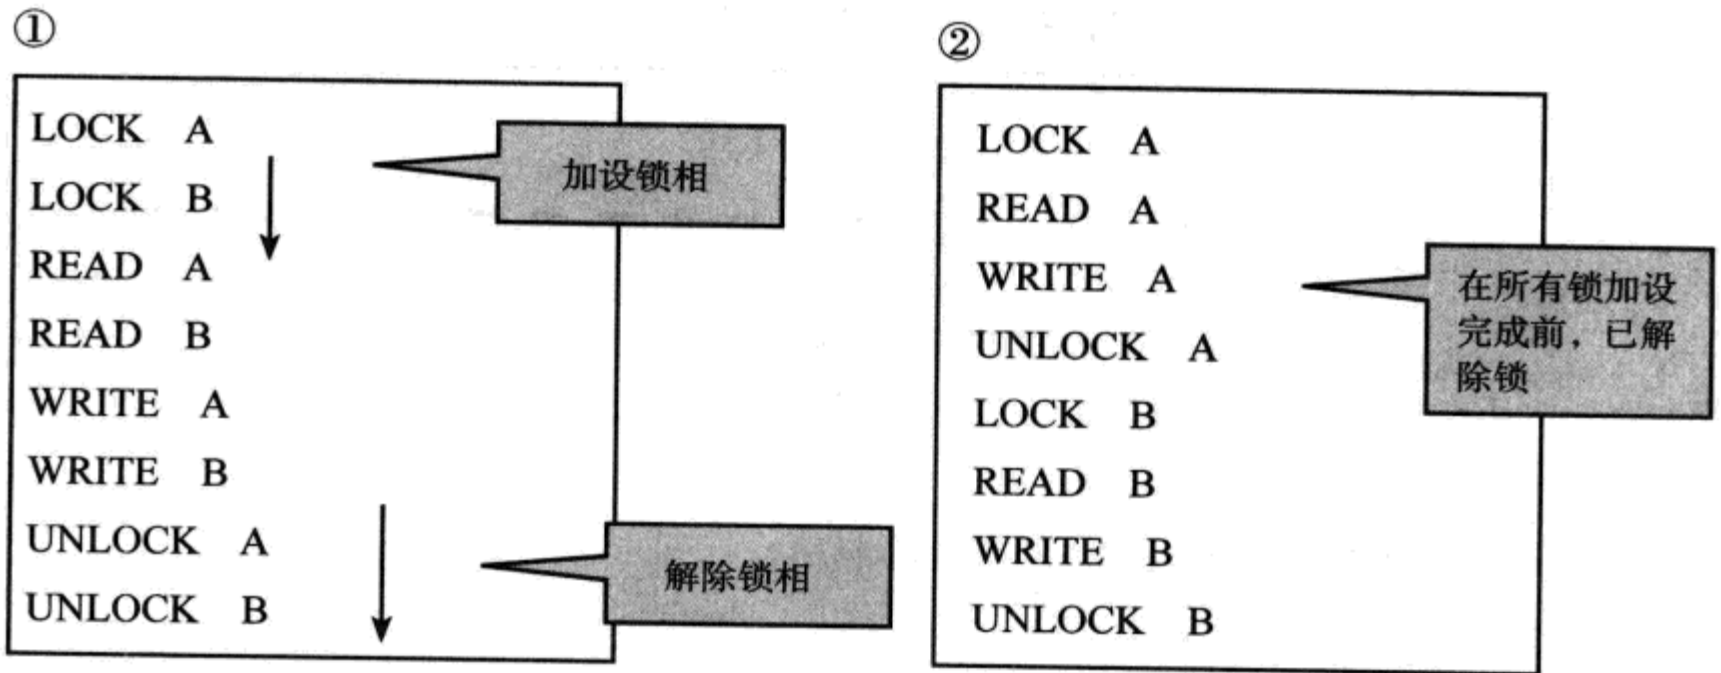 ①
LOCK A
LOCK B
READ A
READ B
WRITE A
WRITE B
UNLOCK A
UNLOCK B
加设锁相
解除锁相
②
LOCK A
READ A
WRITE A
UNLOCK A
LOCK B
READ B
WRITE B
UNLOCK B
在所有锁加设
完成前，已解
除锁